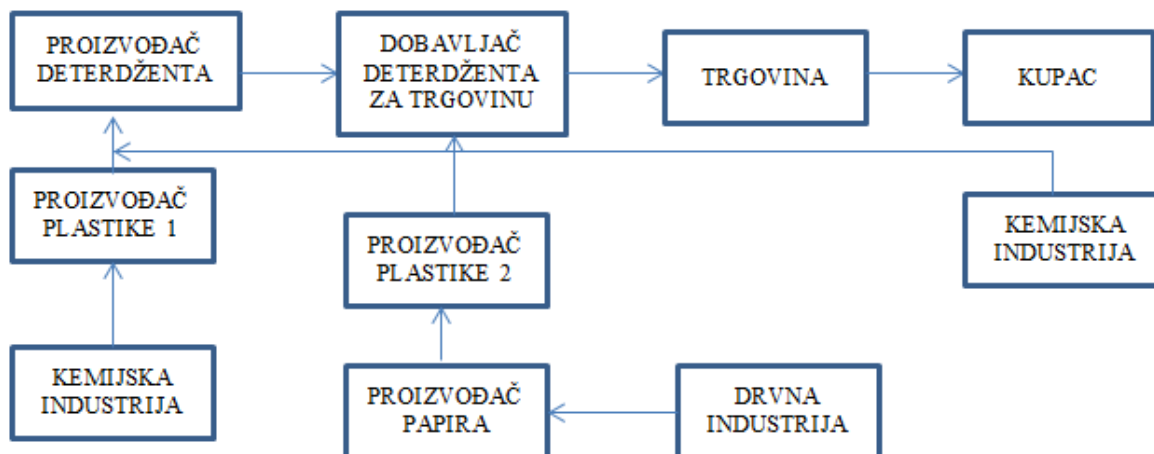 PROIZVOĐAČ
DETERDŽENTA
DOBAVLJAČ
DETERDŽENTA
ZA TRGOVINU
TRGOVINA
KUPAC
PROIZVOĐAČ
PLASTIKE 1
PROIZVOĐAČ
PLASTIKE 2
KEMIJSKA
INDUSTRIJA
KEMIJSKA
INDUSTRIJA
PROIZVOĐAČ
PAPIRA
DRVNA
INDUSTRIJA